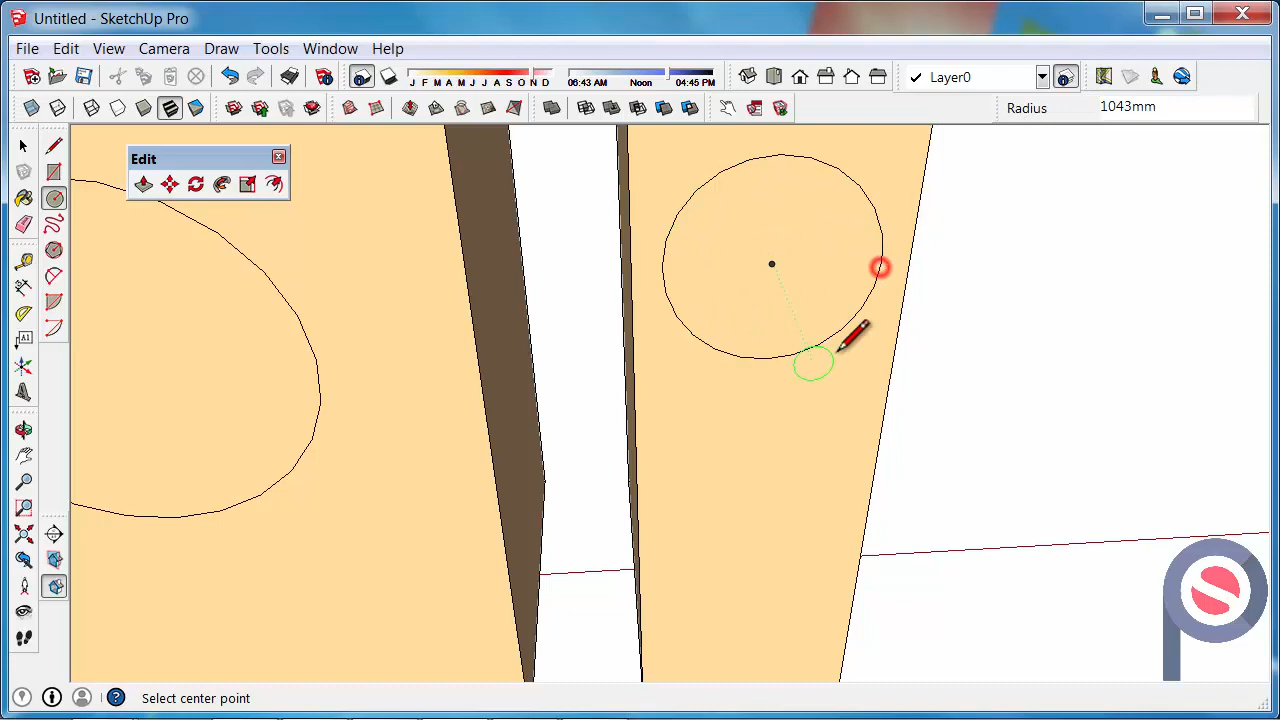 Untitled - SketchUp Pro
File Edit View Camera Draw Tools Window Help
J F M A M J J A S O N D
06:43 AM Noon 04:45 PM
Layer0
Radius 1043mm
Edit
A1
Select center point